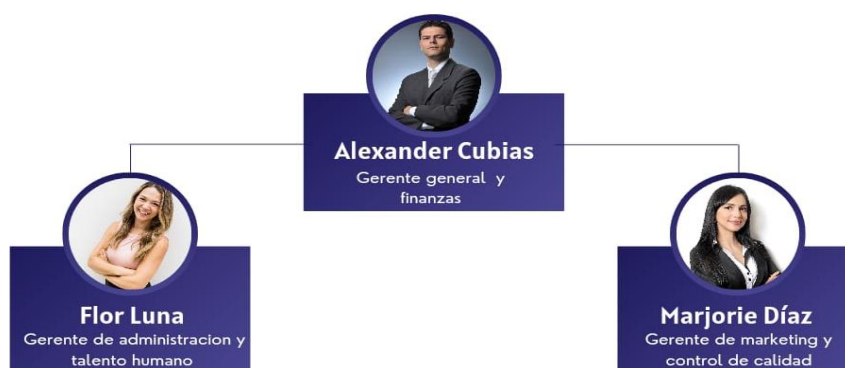 Alexander Cubias
Gerente general y
finanzas
Flor Luna
Gerente de administracion y
talento humano
Marjorie Díaz
Gerente de marketing y
control de calidad